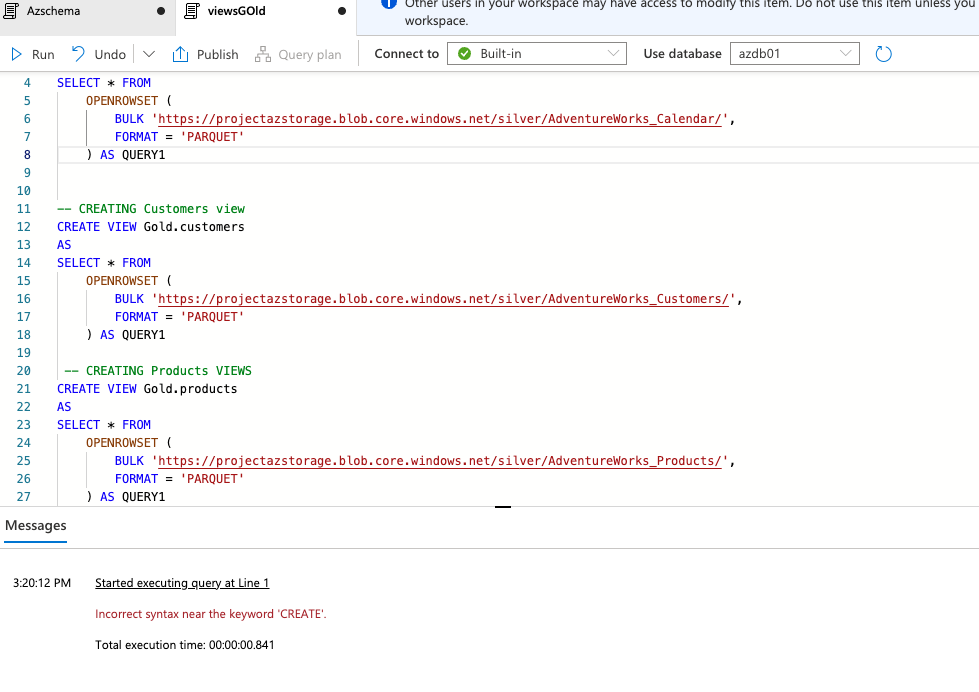 Azschema
viewsGOld
Other users in your workspace may have access to modify this item. Do not use this item unless you
workspace.
Run Undo Publish Query plan Connect to Built-in Use database azdb01
4 SELECT * FROM
5 OPENROWSET (
6 BULK 'https://projectazstorage.blob.core.windows.net/silver/AdventureWorks_Calendar/',
7 FORMAT = 'PARQUET'
8 ) AS QUERY1
9
10
11 -- CREATING Customers view
12 CREATE VIEW Gold.customers
13 AS
14 SELECT * FROM
15 OPENROWSET (
16 BULK 'https://projectazstorage.blob.core.windows.net/silver/AdventureWorks_Customers/',
17 FORMAT = 'PARQUET'
18 ) AS QUERY1
19
20 -- CREATING Products VIEWS
21 CREATE VIEW Gold.products
22 AS
23 SELECT * FROM
24 OPENROWSET (
25 BULK 'https://projectazstorage.blob.core.windows.net/silver/AdventureWorks_Products/',
26 FORMAT = 'PARQUET'
27 ) AS QUERY1
Messages
3:20:12 PM Started executing query at Line 1
Incorrect syntax near the keyword 'CREATE'.
Total execution time: 00:00:00.841